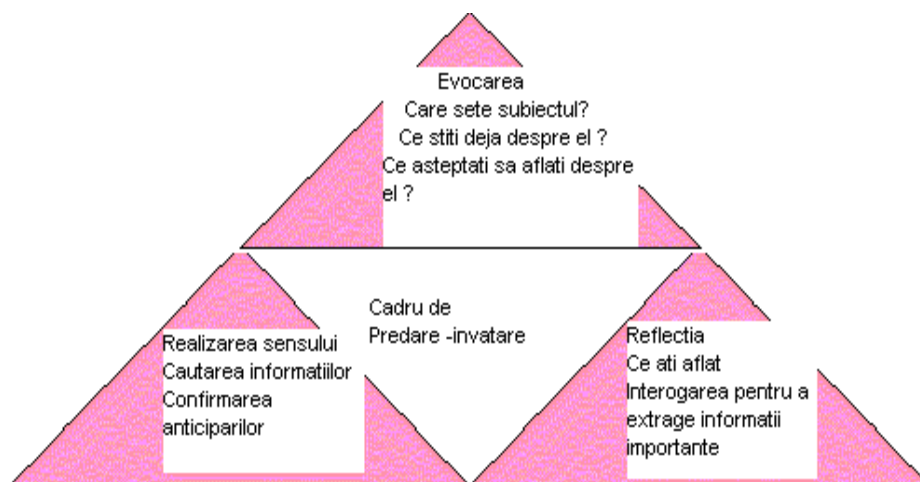 Evocarea
Care sete subiectul?
Ce stiti deja despre el ?
Ce asteptati sa aflati despre
el ?
Cadru de
Predare -invatare
Realizarea sensului
Cautarea informatiilor
Confirmarea
anticiparilor
Reflectia
Ce ati aflat
Interogarea pentru a
extrage informatii
importante